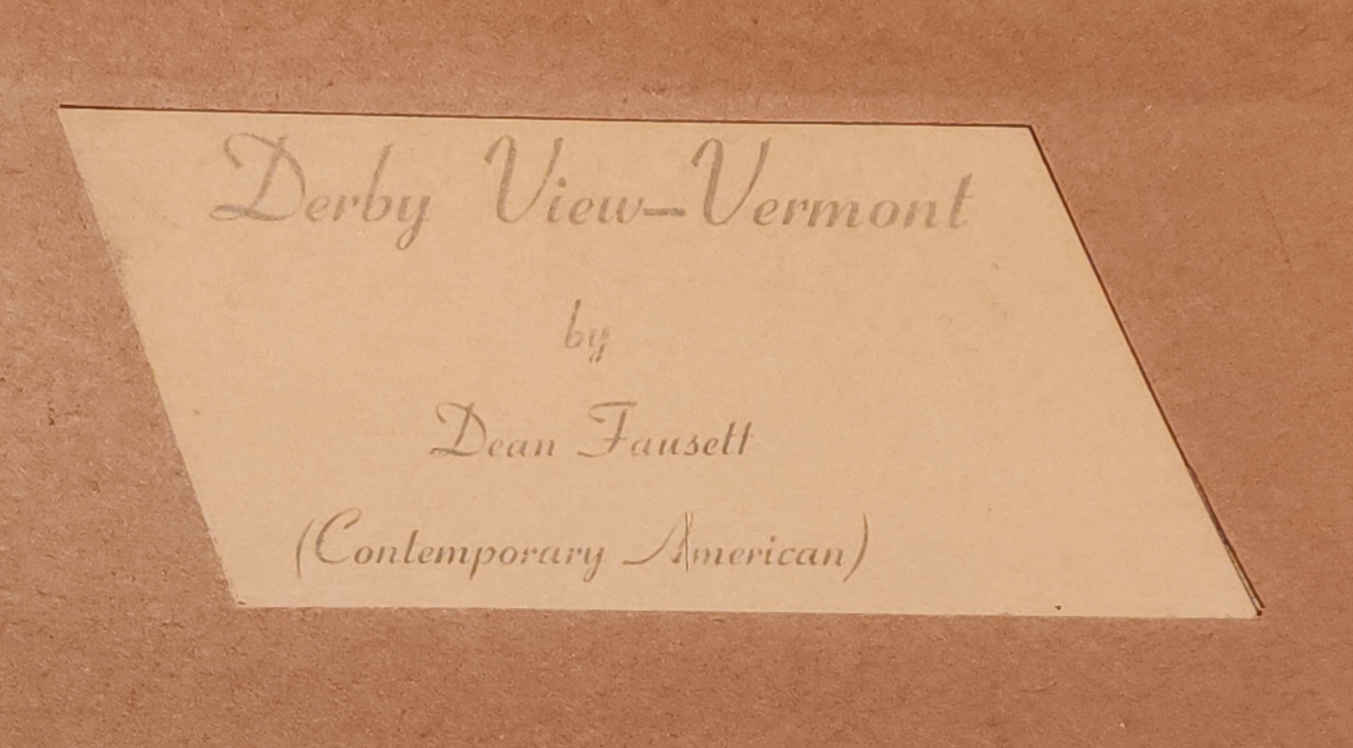 Derby View—Vermont
by
Dean Fausett
(Contemporary American)